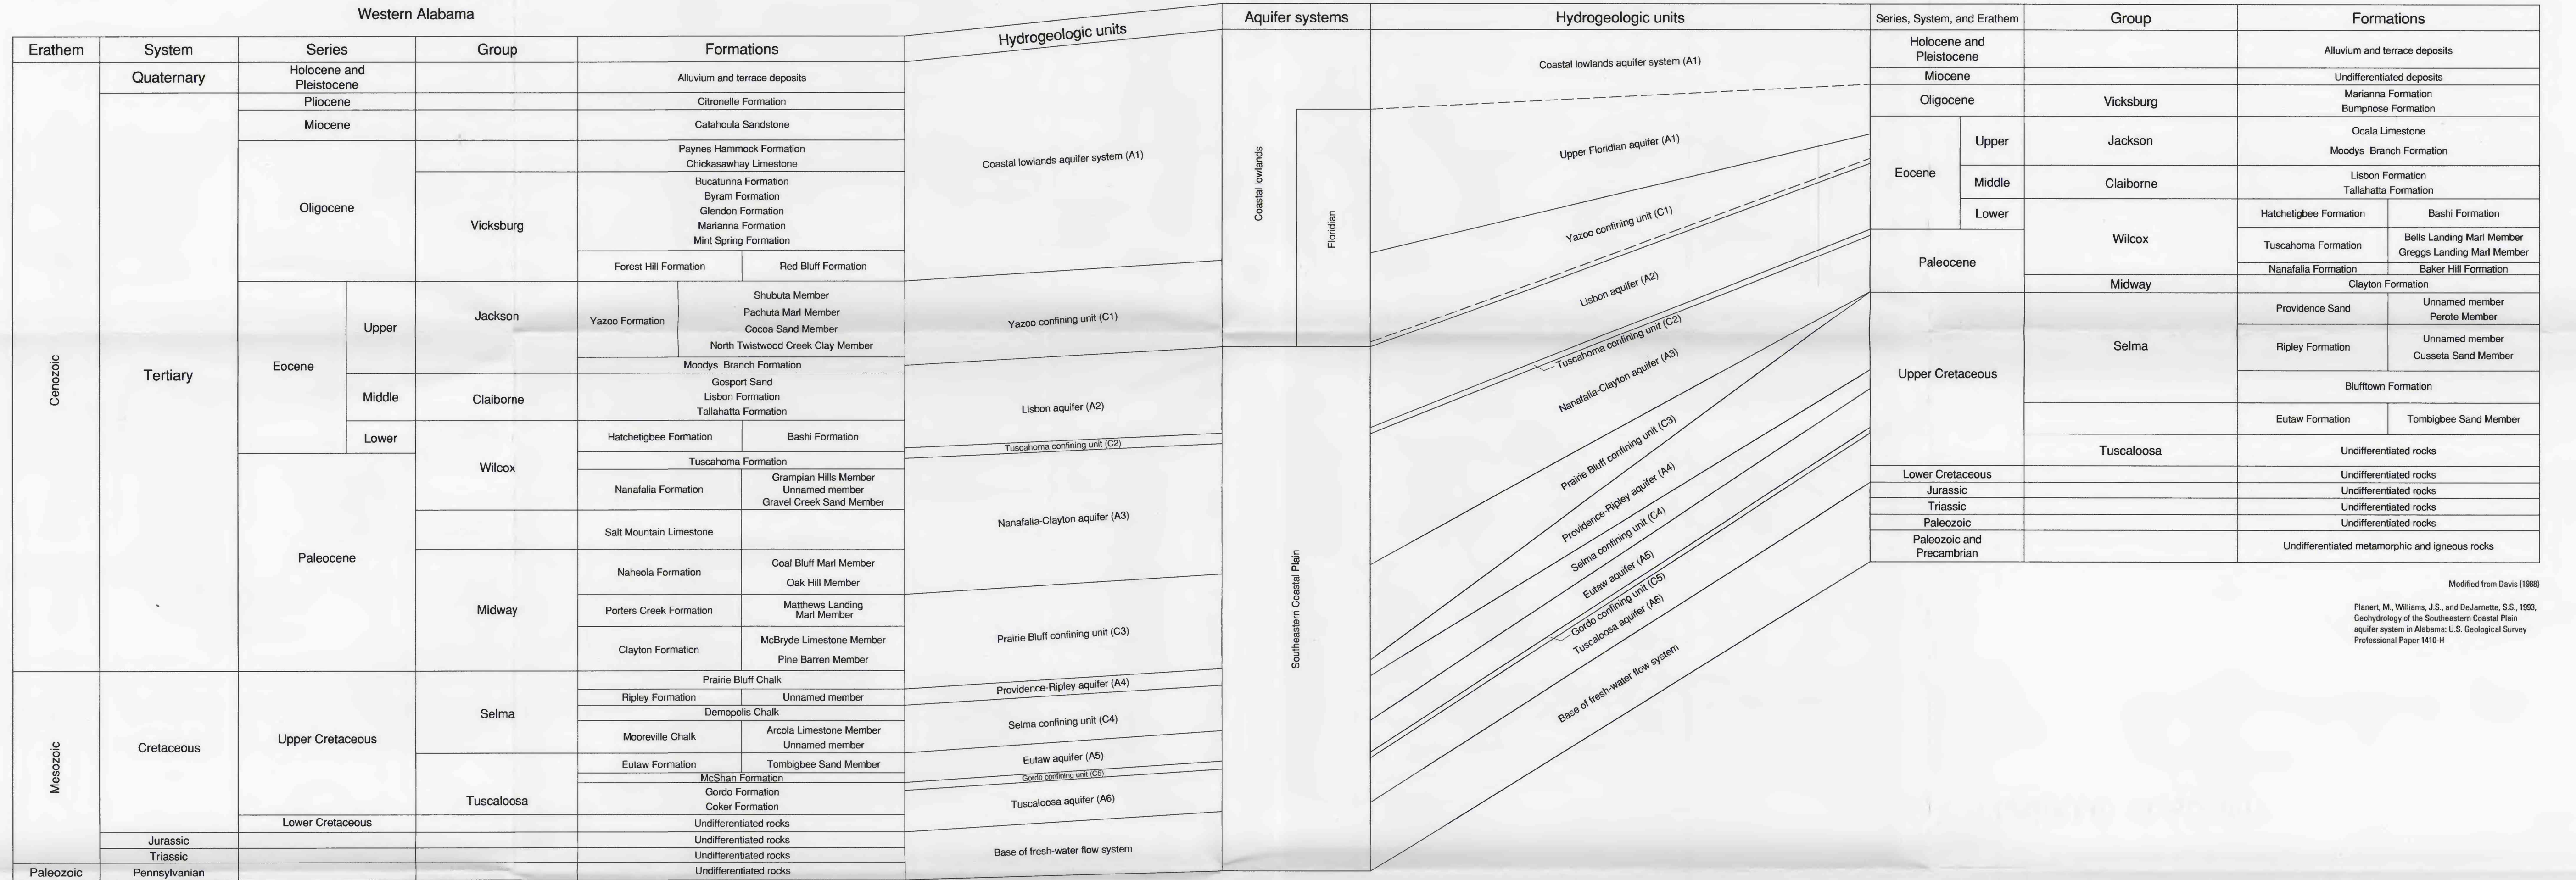 Western Alabama
Erathem
System
Series
Group
Formations
Hydrogeologic units
Aquifer systems
Hydrogeologic units
Series, System, and Erathem
Group
Formations
Cenozoic
Mesozoic
Paleozoic
Quaternary
Tertiary
Cretaceous
Jurassic
Triassic
Pennsylvanian
Holocene and
Pleistocene
Pliocene
Miocene
Oligocene
Eocene
Upper
Middle
Lower
Paleocene
Upper Cretaceous
Lower Cretaceous
Vicksburg
Jackson
Claiborne
Wilcox
Midway
Selma
Tuscaloosa
Alluvium and terrace deposits
Citronelle Formation
Catahoula Sandstone
Paynes Hammock Formation
Chickasawhay Limestone
Bucatunna Formation
Byram Formation
Glendon Formation
Marianna Formation
Mint Spring Formation
Forest Hill Formation
Red Bluff Formation
Yazoo Formation
Shubuta Member
Pachuta Marl Member
Cocoa Sand Member
North Twistwood Creek Clay Member
Moodys Branch Formation
Gosport Sand
Lisbon Formation
Tallahatta Formation
Hatchetigbee Formation
Bashi Formation
Tuscahoma Formation
Nanafalia Formation
Grampian Hills Member
Unnamed member
Gravel Creek Sand Member
Salt Mountain Limestone
Naheola Formation
Coal Bluff Marl Member
Oak Hill Member
Porters Creek Formation
Matthews Landing
Marl Member
Clayton Formation
McBryde Limestone Member
Pine Barren Member
Prairie Bluff Chalk
Ripley Formation
Unnamed member
Demopolis Chalk
Mooreville Chalk
Arcola Limestone Member
Unnamed member
Eutaw Formation
Tombigbee Sand Member
McShan Formation
Gordo Formation
Coker Formation
Undifferentiated rocks
Undifferentiated rocks
Undifferentiated rocks
Undifferentiated rocks
Coastal lowlands aquifer system (A1)
Yazoo confining unit (C1)
Lisbon aquifer (A2)
Tuscahoma confining unit (C2)
Nanafalia-Clayton aquifer (A3)
Prairie Bluff confining unit (C3)
Providence-Ripley aquifer (A4)
Selma confining unit (C4)
Eutaw aquifer (A5)
Gordo confining unit (C5)
Tuscaloosa aquifer (A6)
Base of fresh-water flow system
Coastal lowlands
Floridian
Southeastern Coastal Plain
Coastal lowlands aquifer system (A1)
Upper Floridian aquifer (A1)
Yazoo confining unit (C1)
Lisbon aquifer (A2)
Tuscahoma confining unit (C2)
Nanafalia-Clayton aquifer (A3)
Prairie Bluff confining unit (C3)
Providence-Ripley aquifer (A4)
Selma confining unit (C4)
Eutaw aquifer (A5)
Gordo confining unit (C5)
Tuscaloosa aquifer (A6)
Base of fresh-water flow system
Holocene and
Pleistocene
Miocene
Oligocene
Eocene
Upper
Middle
Lower
Paleocene
Upper Cretaceous
Lower Cretaceous
Jurassic
Triassic
Paleozoic
Paleozoic and
Precambrian
Vicksburg
Jackson
Claiborne
Wilcox
Midway
Selma
Tuscaloosa
Alluvium and terrace deposits
Undifferentiated deposits
Marianna Formation
Bumpnose Formation
Ocala Limestone
Moodys Branch Formation
Lisbon Formation
Tallahatta Formation
Hatchetigbee Formation
Bashi Formation
Tuscahoma Formation
Bells Landing Marl Member
Greggs Landing Marl Member
Nanafalia Formation
Baker Hill Formation
Clayton Formation
Providence Sand
Unnamed member
Perote Member
Ripley Formation
Unnamed member
Cusseta Sand Member
Blufftown Formation
Eutaw Formation
Tombigbee Sand Member
Undifferentiated rocks
Undifferentiated rocks
Undifferentiated rocks
Undifferentiated rocks
Undifferentiated rocks
Undifferentiated metamorphic and igneous rocks
Modified from Davis (1988)
Planert, M., Williams, J.S., and DeJarnette, S.S., 1993,
Geohydrology of the Southeastern Coastal Plain
aquifer system in Alabama: U.S. Geological Survey
Professional Paper 1410-H